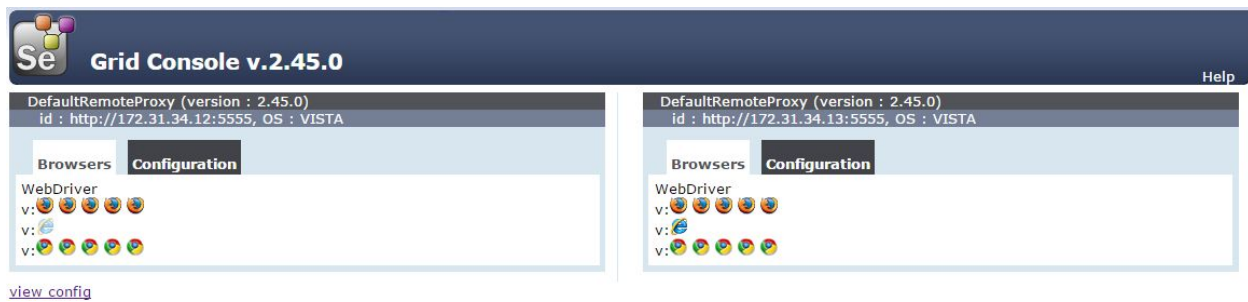 Se
Grid Console v.2.45.0
Help
DefaultRemoteProxy (version : 2.45.0)
id : http://172.31.34.12:5555, OS : VISTA
Browsers Configuration
WebDriver
v:
v:
v:
DefaultRemoteProxy (version : 2.45.0)
id : http://172.31.34.13:5555, OS : VISTA
Browsers Configuration
WebDriver
v:
v:
v:
view config